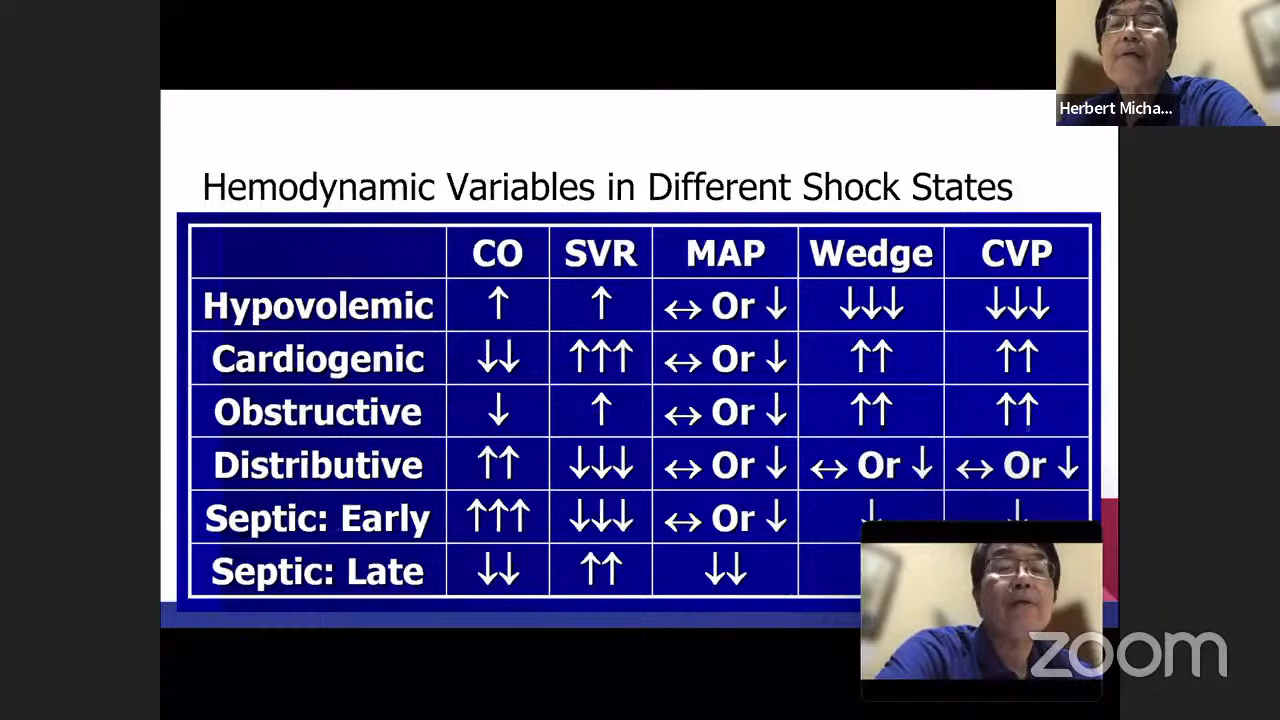 Herbert Micha...
Hemodynamic Variables in Different Shock States
CO SVR MAP Wedge CVP
Hypovolemic ↑ ↑ ↔ Or ↓ ↓↓↓ ↓↓↓
Cardiogenic ↓↓ ↑↑↑ ↔ Or ↓ ↑↑ ↑↑
Obstructive ↓ ↑ ↔ Or ↓ ↑↑ ↑↑
Distributive ↑↑ ↓↓↓ ↔ Or ↓ ↔ Or ↓ ↔ Or ↓
Septic: Early ↑↑↑ ↓↓↓ ↔ Or ↓ ↓ ↓
Septic: Late ↓↓ ↑↑ ↓↓
zoom